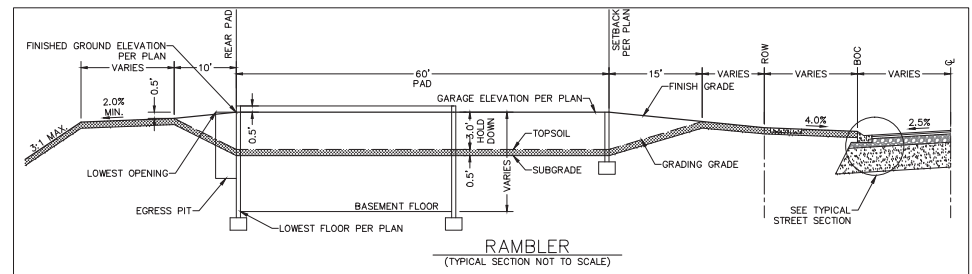 REAR PAD
SETBACK
PER PLAN
ROW
BOC
℄
FINISHED GROUND ELEVATION
PER PLAN
VARIES
10'
60'
PAD
15'
VARIES
VARIES
VARIES
0.5'
2.0%
MIN.
3:1 MAX
0.5'
GARAGE ELEVATION PER PLAN
FINISH GRADE
3.0'
HOLD
DOWN
TOPSOIL
4.0%
2.5%
LOWEST OPENING
0.5'
VARIES
SUBGRADE
GRADING GRADE
EGRESS PIT
BASEMENT FLOOR
LOWEST FLOOR PER PLAN
SEE TYPICAL
STREET SECTION
RAMBLER
(TYPICAL SECTION NOT TO SCALE)